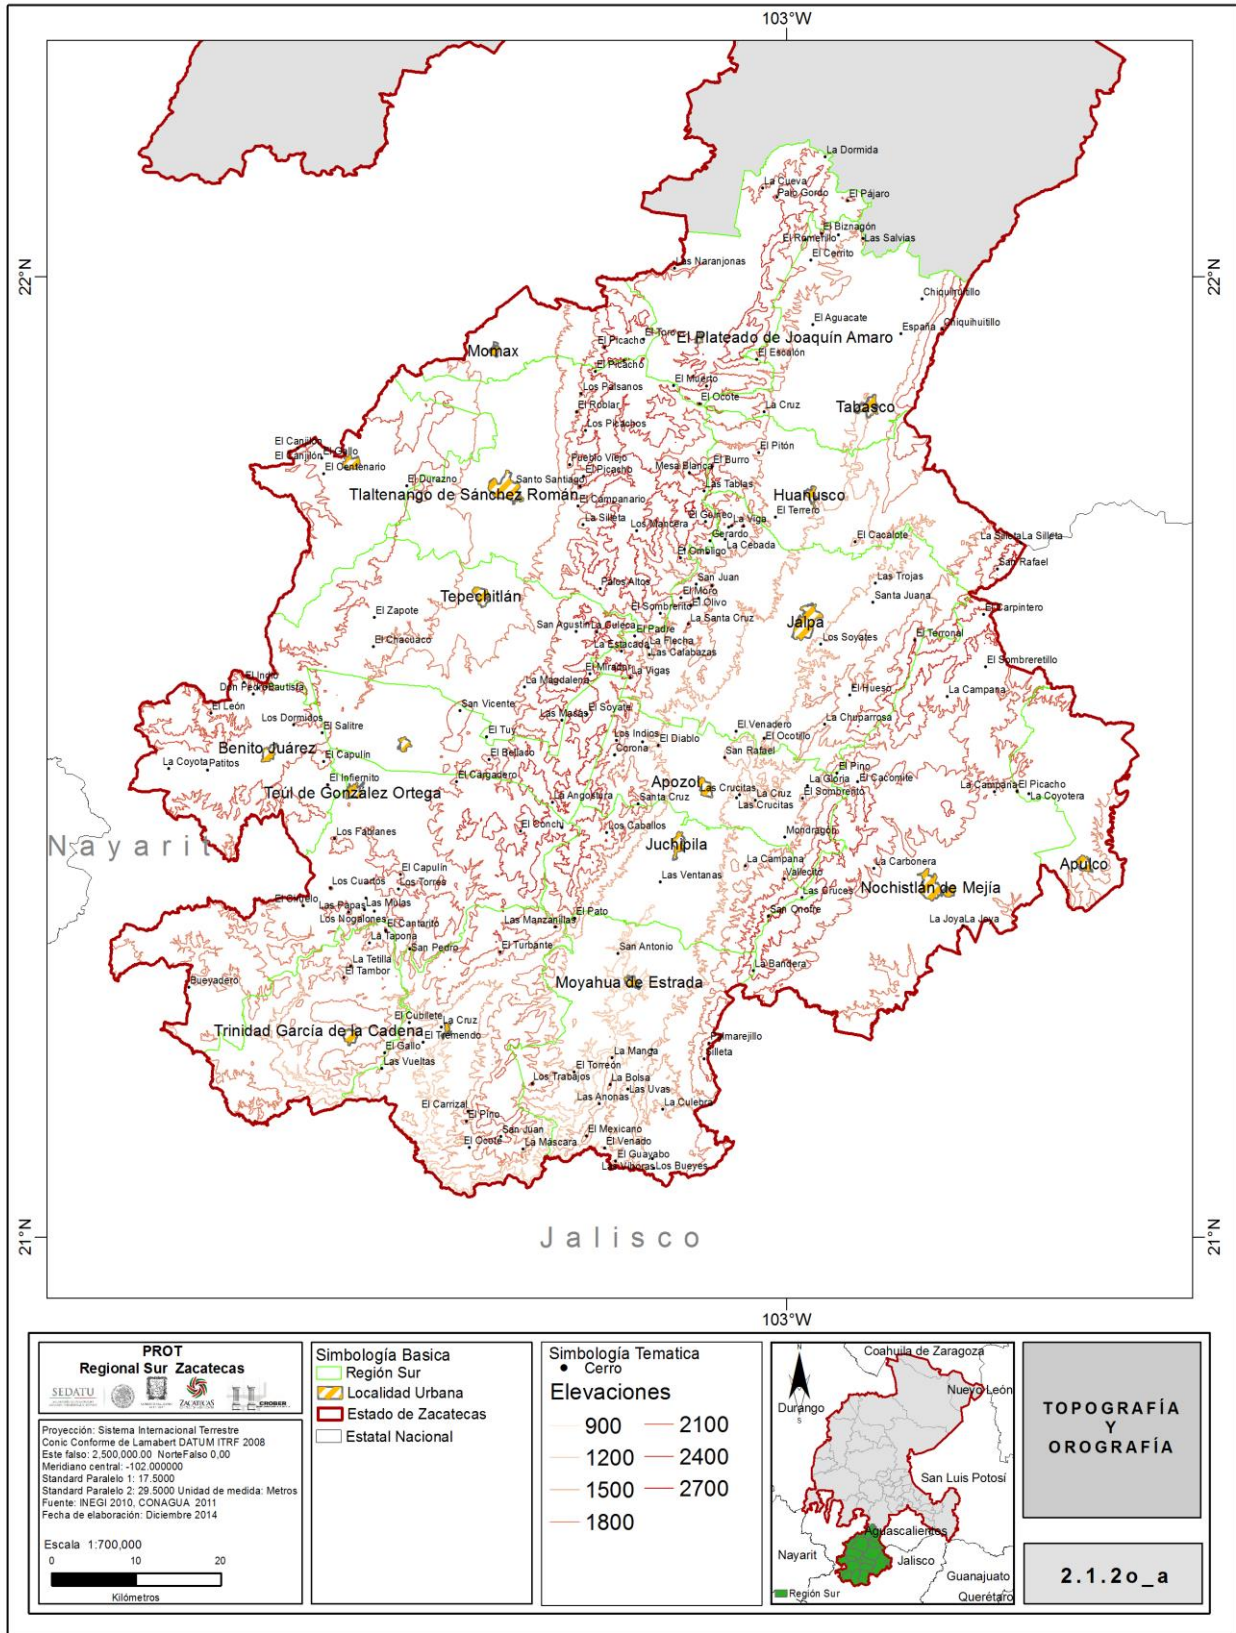 103°W
22°N
22°N
La Dormida
La Cueva
Palo Gordo
El Pájaro
El Biznagón
El Romerillo
Las Salvias
El Cerrito
Las Naranjonas
Chiquihuitillo
El Aguacate
España
Chiquihuitillo
El Toro
El Plateado de Joaquín Amaro
El Picacho
Momax
El Escalón
El Picacho
El Muerto
Los Paisanos
El Ocote
El Roblar
La Cruz
Tabasco
Los Picachos
El Canjilón
El Gallo
El Canjilón
El Centenario
El Pitón
Pueblo Viejo
El Burro
El Picacho
Mesa Blanca
El Durazno
Santo Santiago
Las Tablas
Tlaltenango de Sánchez Román
Huanusco
El Campanario
El Terrero
La Silleta
Los Mancera
El Guineo
La Viga
Gerardo
La Cebada
El Cacalote
La Silleta
La Silleta
El Ombligo
San Rafael
Palos Altos
San Juan
Las Trojas
Tepechitlán
El Moro
El Olivo
Santa Juana
El Zapote
El Sombrerito
El Carpintero
La Santa Cruz
Jalpa
San Agustín
La Guleca
El Padre
El Chacuaco
La Estacada
La Flecha
Los Soyates
El Terronal
Las Calabazas
El Mirador
El Sombreretillo
El Indio
La Vigas
Don Pedro
Bautista
La Magdalena
El Hueso
La Campana
El León
San Vicente
Las Masas
El Soyate
Los Dormidos
El Salitre
La Chuparrosa
El Tuy
Los Indios
El Venadero
El Diablo
El Ocotillo
Benito Juárez
El Capulín
El Bellaco
Corona
San Rafael
La Coyota
Patitos
El Pino
El Infiernito
El Cargadero
Apozol
Las Crucitas
La Gloria
El Cacomite
Teúl de González Ortega
La Cruz
El Sombrerito
La Campana
El Picacho
La Angostura
Santa Cruz
Las Crucitas
La Coyotera
Los Fabianes
El Conchi
Los Caballos
Mondragón
Nayarit
Juchipila
La Campana
La Carbonera
Apulco
El Capulín
Vallecito
Los Cuartos
Los Torres
Las Ventanas
Nochistlán de Mejía
El Ciruelo
Las Papas
Las Mulas
Las Cruces
Los Nogalones
El Cantarito
Las Manzanillas
El Pato
San Onofre
La Joya
La Joya
La Tapona
San Pedro
El Turbante
San Antonio
La Tetilla
El Tambor
La Bandera
Bueyadero
Moyahua de Estrada
El Cubilete
La Cruz
Trinidad García de la Cadena
El Tremendo
Palmarejillo
El Gallo
La Manga
Silleta
Las Vueltas
El Torreón
Los Trabajos
La Bolsa
Las Uvas
Las Anonas
El Carrizal
La Culebra
El Pino
San Juan
El Mexicano
El Ocote
La Máscara
El Venado
El Guayabo
Las Víboras
Los Bueyes
21°N
21°N
Jalisco
103°W
PROT
Regional Sur Zacatecas
SEDATU
ZACATECAS
Proyección: Sistema Internacional Terrestre
Conic Conforme de Lamabert DATUM ITRF 2008
Este falso: 2,500,000.00 NorteFalso 0,00
Meridiano central: -102.000000
Standard Paralelo 1: 17.5000
Standard Paralelo 2: 29.5000 Unidad de medida: Metros
Fuente: INEGI 2010, CONAGUA 2011
Fecha de elaboración: Diciembre 2014
Escala 1:700,000
0 10 20
Kilómetros
Simbología Basica
Región Sur
Localidad Urbana
Estado de Zacatecas
Estatal Nacional
Simbología Tematica
Cerro
Elevaciones
900
1200
1500
1800
2100
2400
2700
N
S
Coahuila de Zaragoza
Nuevo León
Durango
San Luis Potosí
Aguascalientes
Nayarit
Jalisco
Guanajuato
Querétaro
Región Sur
TOPOGRAFÍA
Y
OROGRAFÍA
2.1.2o_a